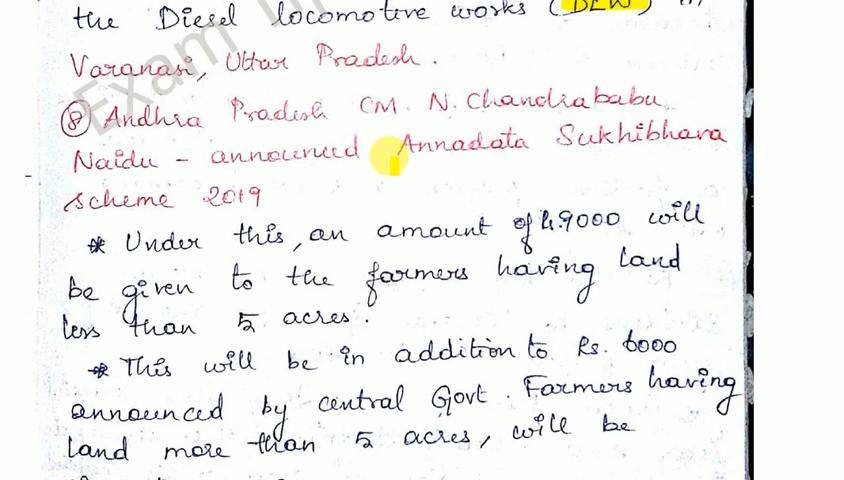 the Diesel locomotive works (DLW) in
Varanasi, Uttar Pradesh.
⑧ Andhra Pradesh CM N. Chandrababu
Naidu - announced Annadata Sukhibhava
scheme 2019
* Under this, an amount of 4.9000 will
be given to the farmers having land
less than 5 acres.
* This will be in addition to Rs. 6000
announced by central Govt. Farmers having
land more than 5 acres, will be
Exam